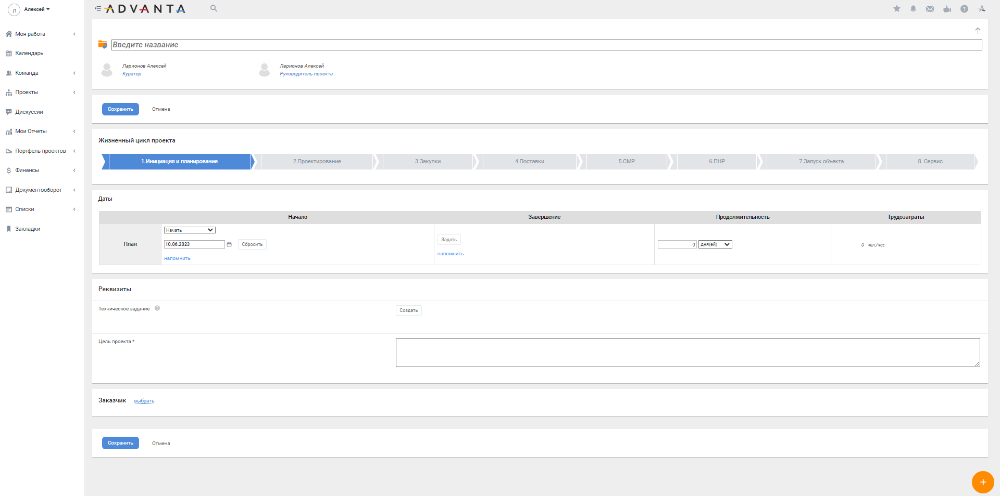 Л
Алексей
Моя работа
Календарь
Команда
Проекты
Дискуссии
Мои Отчеты
Портфель проектов
Финансы
Документооборот
Списки
Закладки
ADVANTA
Введите название
Ларионов Алексей
Куратор
Ларионов Алексей
Руководитель проекта
Сохранить
Отмена
Жизненный цикл проекта
1.Инициация и планирование
2.Проектирование
3.Закупки
4.Поставки
5.СМР
6.ПНР
7.Запуск объекта
8. Сервис
Даты
Начало
Завершение
Продолжительность
Трудозатраты
План
Начать
10.06.2023
Сбросить
напомнить
Задать
напомнить
0
дня(ей)
0 чел./час
Реквизиты
Техническое задание
?
Создать
Цель проекта *
Заказчик
выбрать
Сохранить
Отмена